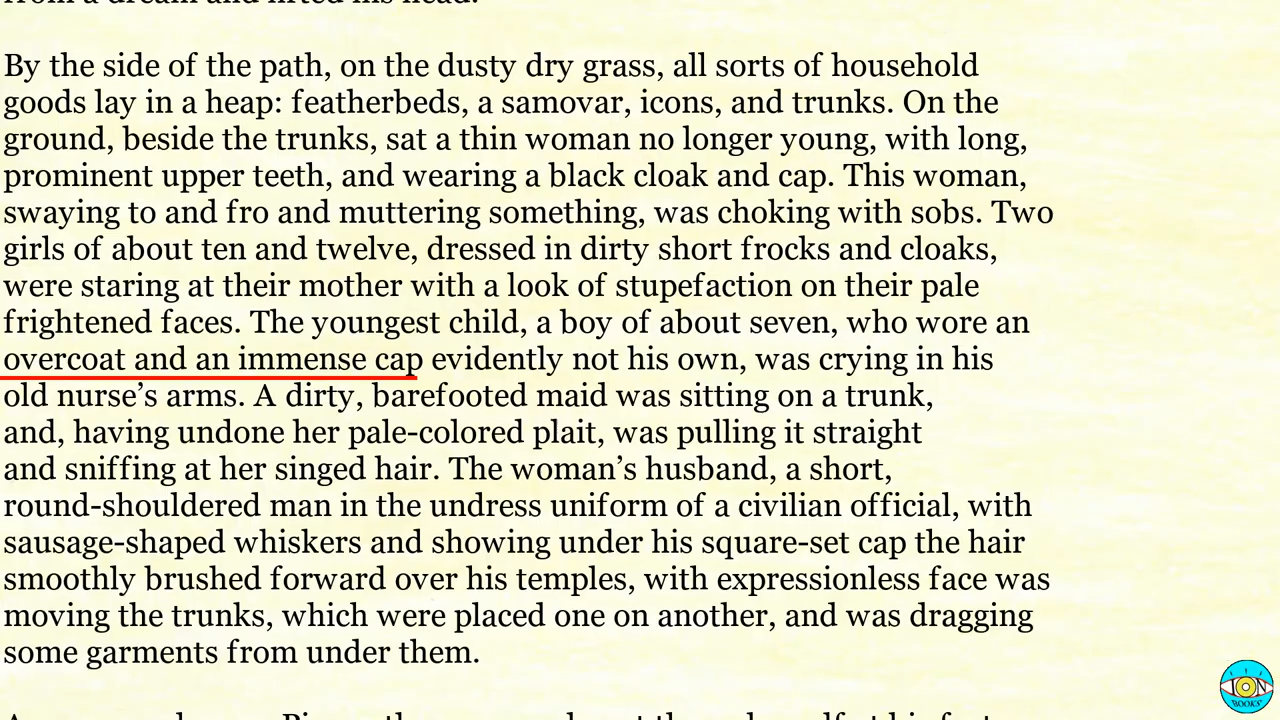 from a dream and lifted his head.
By the side of the path, on the dusty dry grass, all sorts of household
goods lay in a heap: featherbeds, a samovar, icons, and trunks. On the
ground, beside the trunks, sat a thin woman no longer young, with long,
prominent upper teeth, and wearing a black cloak and cap. This woman,
swaying to and fro and muttering something, was choking with sobs. Two
girls of about ten and twelve, dressed in dirty short frocks and cloaks,
were staring at their mother with a look of stupefaction on their pale
frightened faces. The youngest child, a boy of about seven, who wore an
overcoat and an immense cap evidently not his own, was crying in his
old nurse’s arms. A dirty, barefooted maid was sitting on a trunk,
and, having undone her pale-colored plait, was pulling it straight
and sniffing at her singed hair. The woman’s husband, a short,
round-shouldered man in the undress uniform of a civilian official, with
sausage-shaped whiskers and showing under his square-set cap the hair
smoothly brushed forward over his temples, with expressionless face was
moving the trunks, which were placed one on another, and was dragging
some garments from under them.
ION
BOOKS